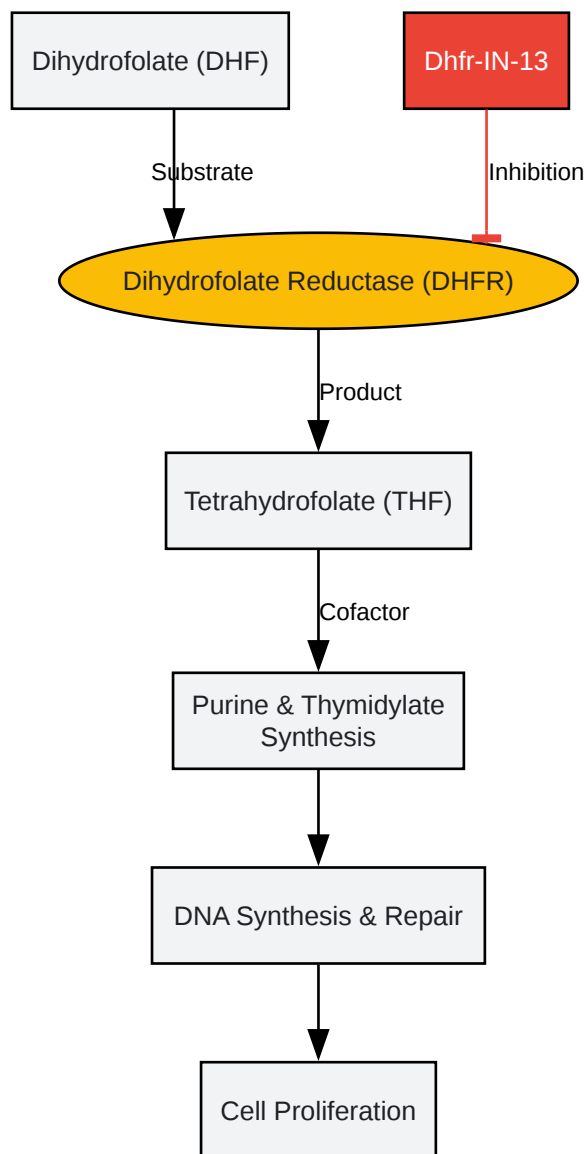 Dihydrofolate (DHF)
Dhfr-IN-13
Substrate
Inhibition
Dihydrofolate Reductase (DHFR)
Product
Tetrahydrofolate (THF)
Cofactor
Purine & Thymidylate
Synthesis
DNA Synthesis & Repair
Cell Proliferation